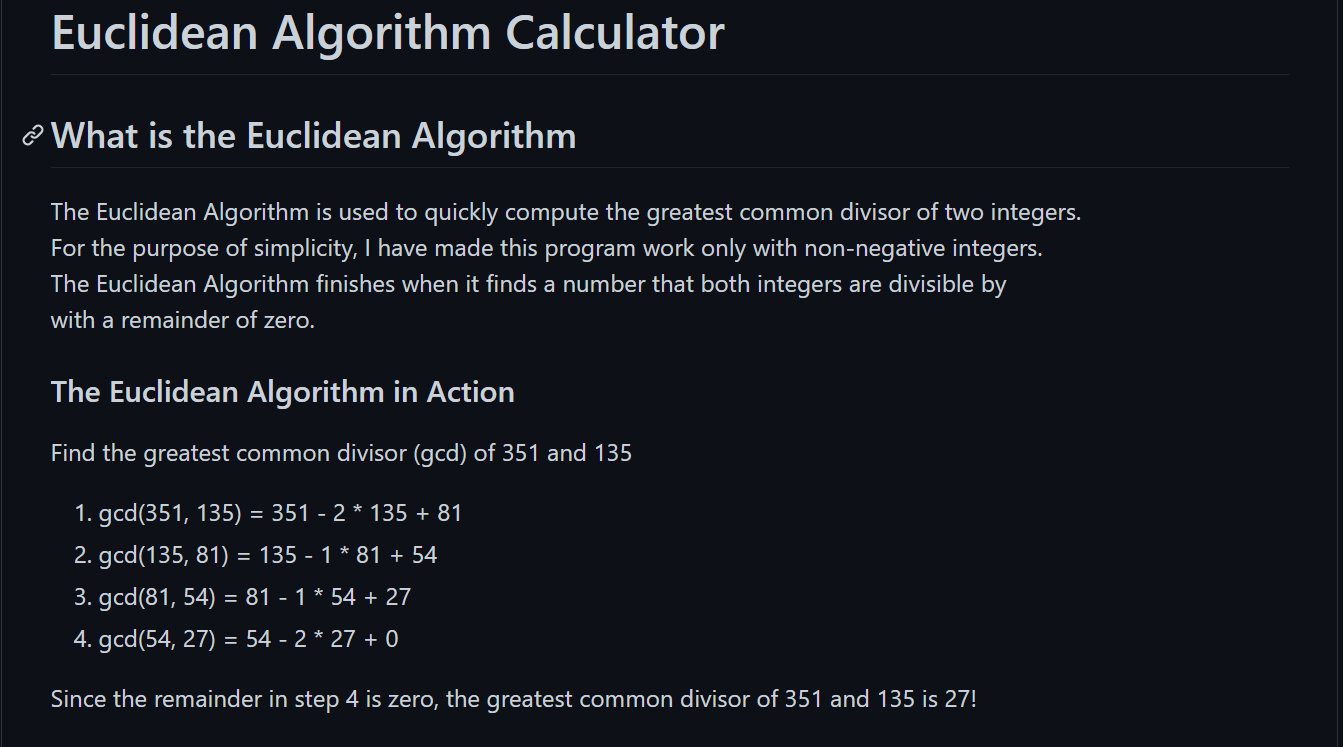 Euclidean Algorithm Calculator
What is the Euclidean Algorithm
The Euclidean Algorithm is used to quickly compute the greatest common divisor of two integers.
For the purpose of simplicity, I have made this program work only with non-negative integers.
The Euclidean Algorithm finishes when it finds a number that both integers are divisible by
with a remainder of zero.
The Euclidean Algorithm in Action
Find the greatest common divisor (gcd) of 351 and 135
1. gcd(351, 135) = 351 - 2 * 135 + 81
2. gcd(135, 81) = 135 - 1 * 81 + 54
3. gcd(81, 54) = 81 - 1 * 54 + 27
4. gcd(54, 27) = 54 - 2 * 27 + 0
Since the remainder in step 4 is zero, the greatest common divisor of 351 and 135 is 27!